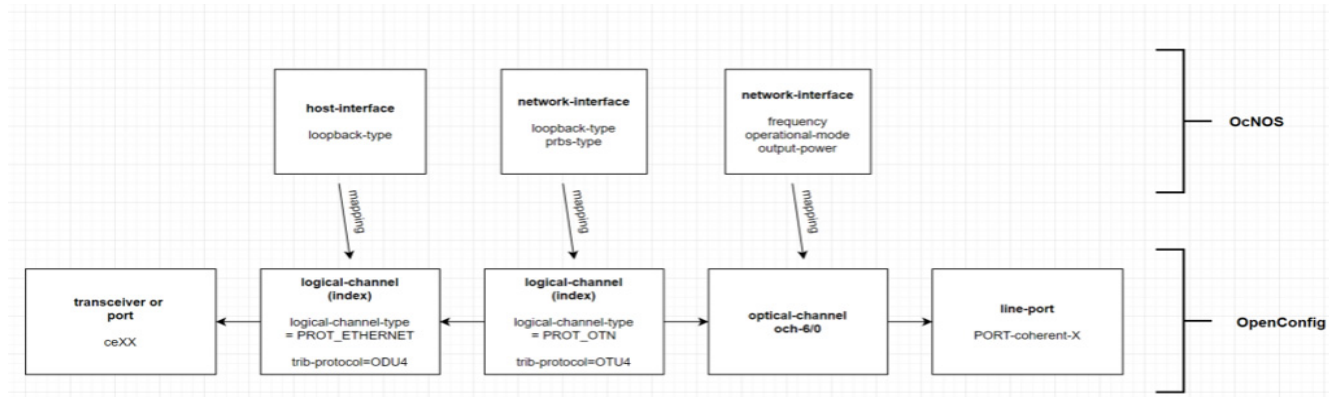 host-interface
loopback-type
network-interface
loopback-type
prbs-type
network-interface
frequency
operational-mode
output-power
OcNOS
mapping
mapping
mapping
transceiver or
port
ceXX
logical-channel
(index)
logical-channel-type
= PROT_ETHERNET
trib-protocol=ODU4
logical-channel
(index)
logical-channel-type
= PROT_OTN
trib-protocol=OTU4
optical-channel
och-6/0
line-port
PORT-coherent-X
OpenConfig